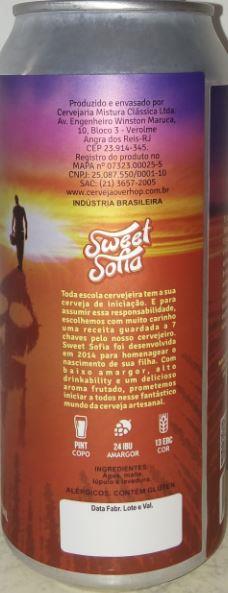 Produzido e envasado por
Cervejaria Mistura Clássica Ltda.
Av. Engenheiro Winston Maruca,
10, Bloco 3 - Verolme
Angra dos Reis-RJ
CEP 23.914-345.
Registro do produto no
MAPA nº 07323.00025-5
CNPJ: 25.087.550/0001-10
SAC: (21) 3657-2005
www.cervejaoverhop.com.br
INDÚSTRIA BRASILEIRA
Sweet
Sofia
Toda escola cervejeira tem a sua
cerveja de iniciação. E para
assumir essa responsabilidade,
escolhemos com muito carinho
uma receita guardada a 7
chaves pelo nosso cervejeiro.
Sweet Sofia foi desenvolvida
em 2014 para homenagear o
nascimento de sua filha. Com
baixo amargor, alto
drinkability e um delicioso
aroma frutado, prometemos
iniciar a todos nesse fantástico
mundo da cerveja artesanal.
PINT
COPO
24 IBU
AMARGOR
13 EBC
COR
INGREDIENTES:
Água, malte,
lúpulo e levedura.
ALÉRGICOS: CONTÉM GLÚTEN
Data Fabr. Lote e Val.